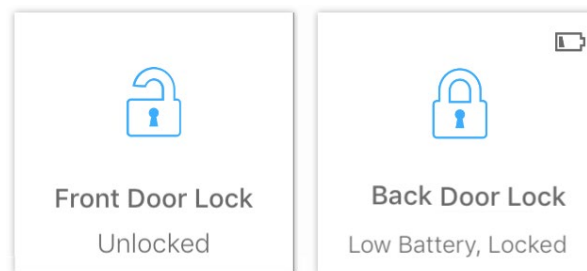 Front Door Lock
Unlocked
Back Door Lock
Low Battery, Locked